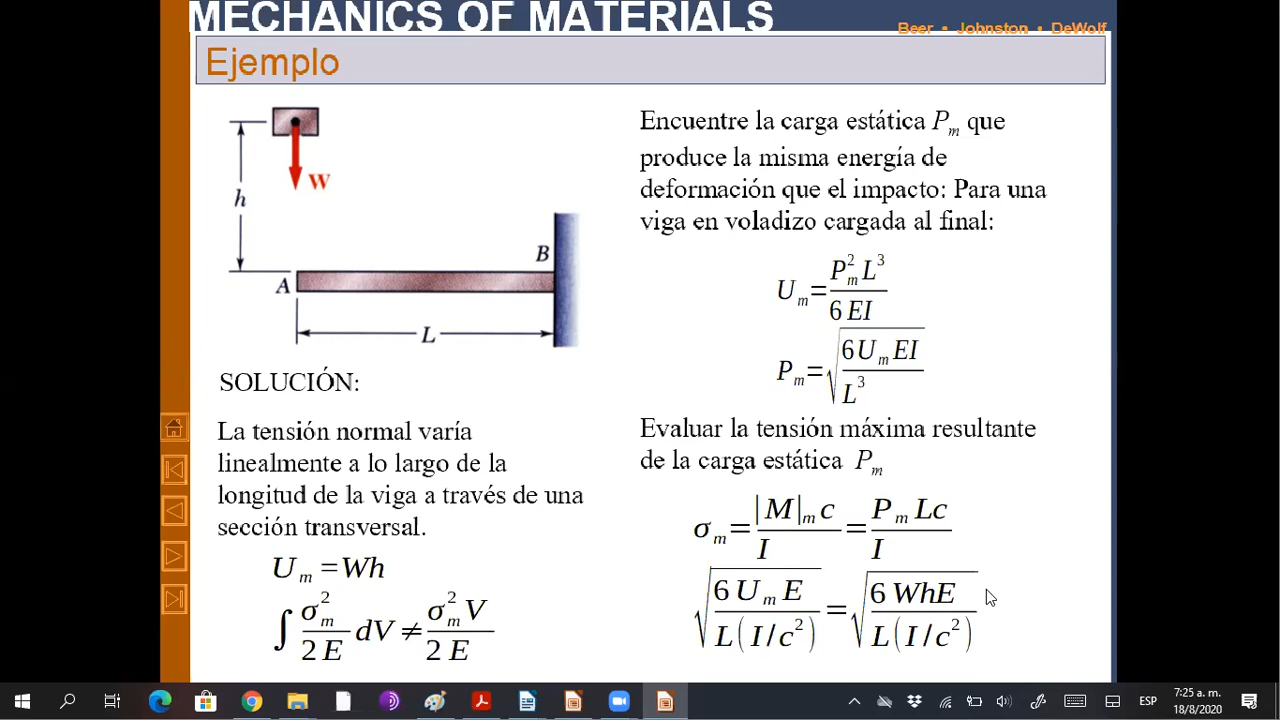 MECHANICS OF MATERIALS
Beer • Johnston • DeWolf
Ejemplo
W
h
B
A
L
SOLUCIÓN:
La tensión normal varía
linealmente a lo largo de la
longitud de la viga a través de una
sección transversal.
U_m = Wh
∫ σ_m^2 / 2E dV ≠ σ_m^2 V / 2E
Encuentre la carga estática P_m que
produce la misma energía de
deformación que el impacto: Para una
viga en voladizo cargada al final:
U_m = P_m^2 L^3 / 6 EI
P_m = √(6 U_m EI / L^3)
Evaluar la tensión máxima resultante
de la carga estática P_m
σ_m = |M|_m c / I = P_m Lc / I
√(6 U_m E / L(I/c^2)) = √(6 WhE / L(I/c^2))
ESP
7:25 a. m.
18/8/2020